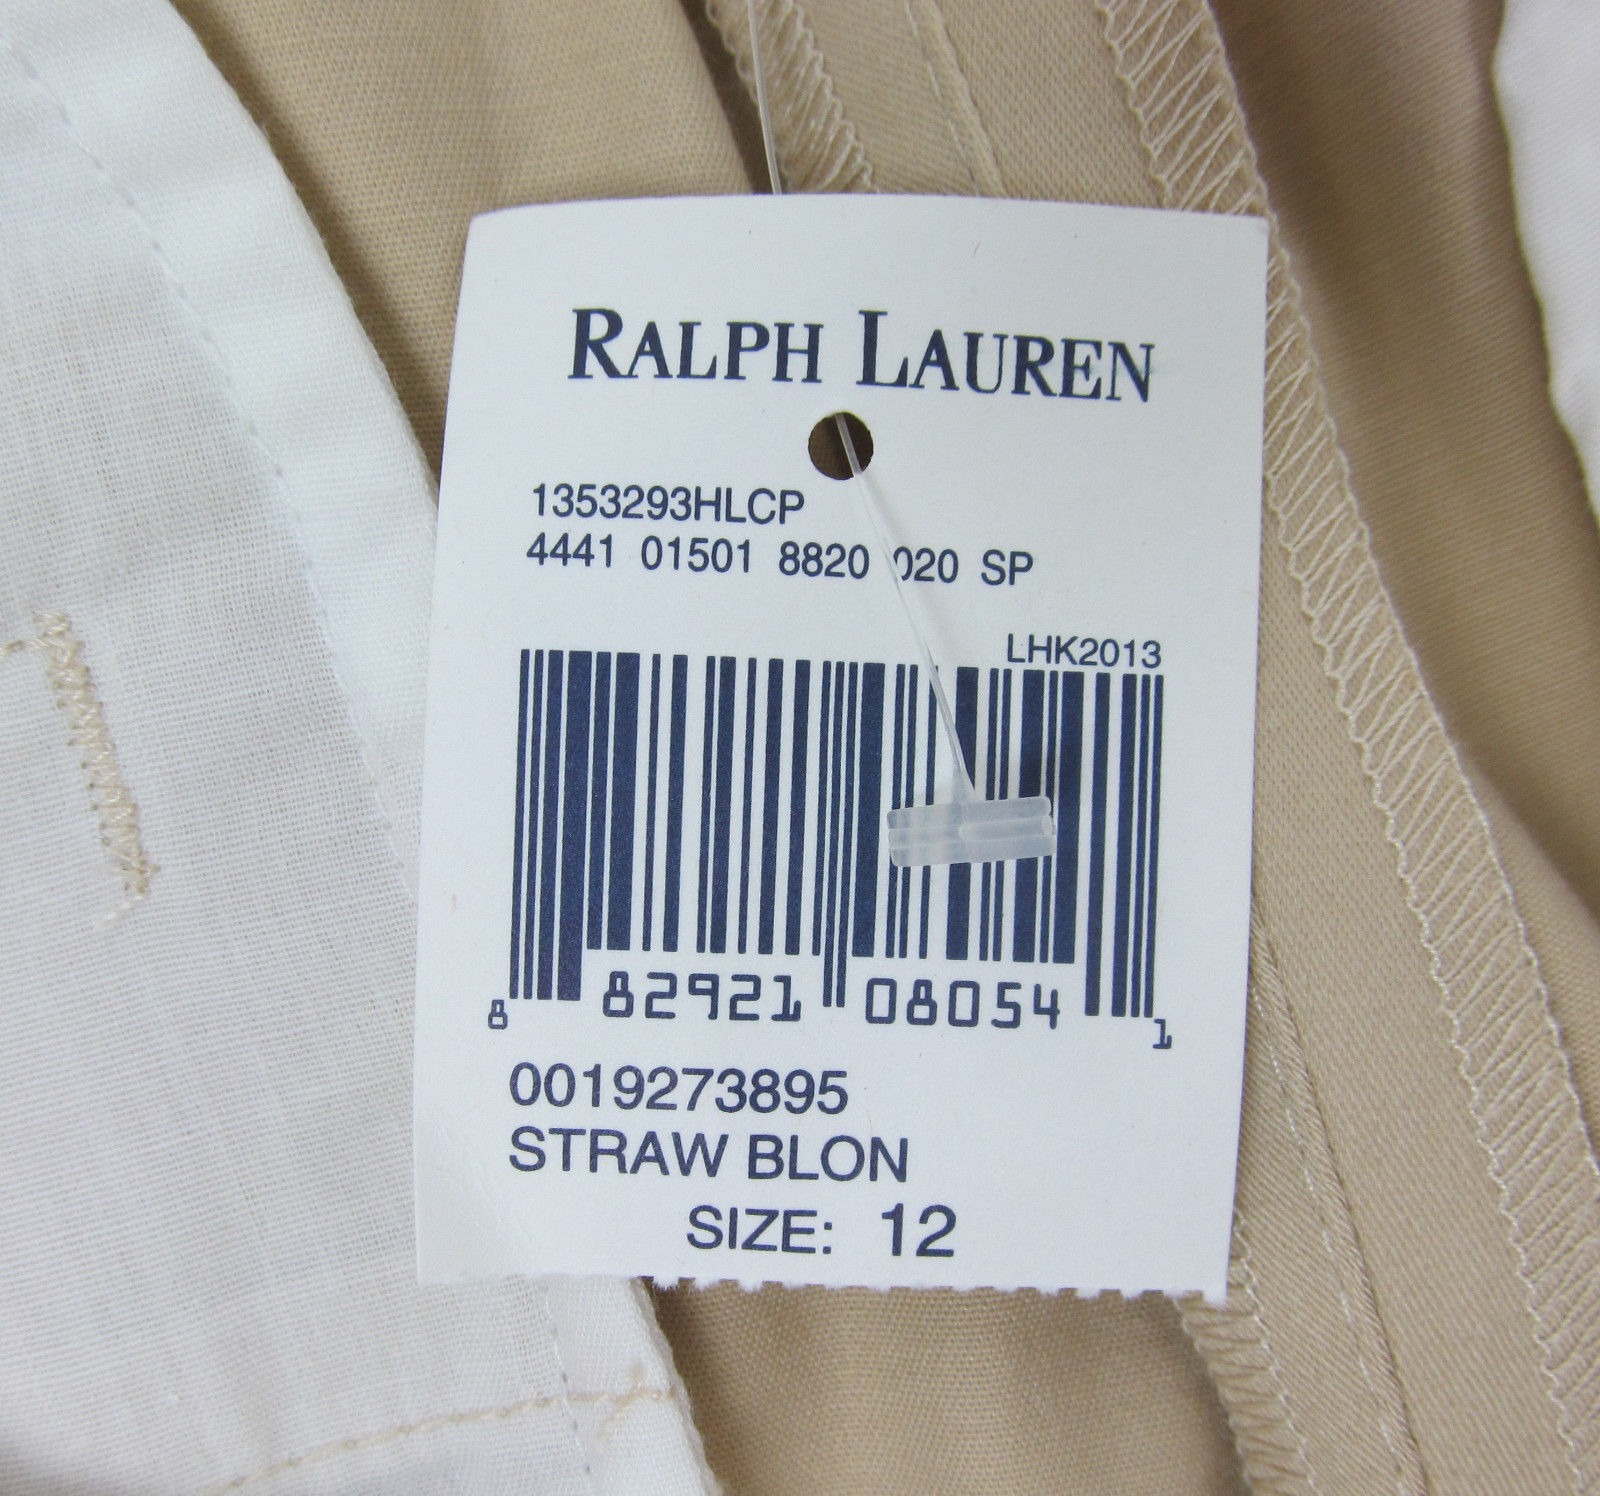 RALPH LAUREN
1353293HLCP
4441 01501 8820 020 SP
LHK2013
8 82921 08054 1
0019273895
STRAW BLON
SIZE: 12